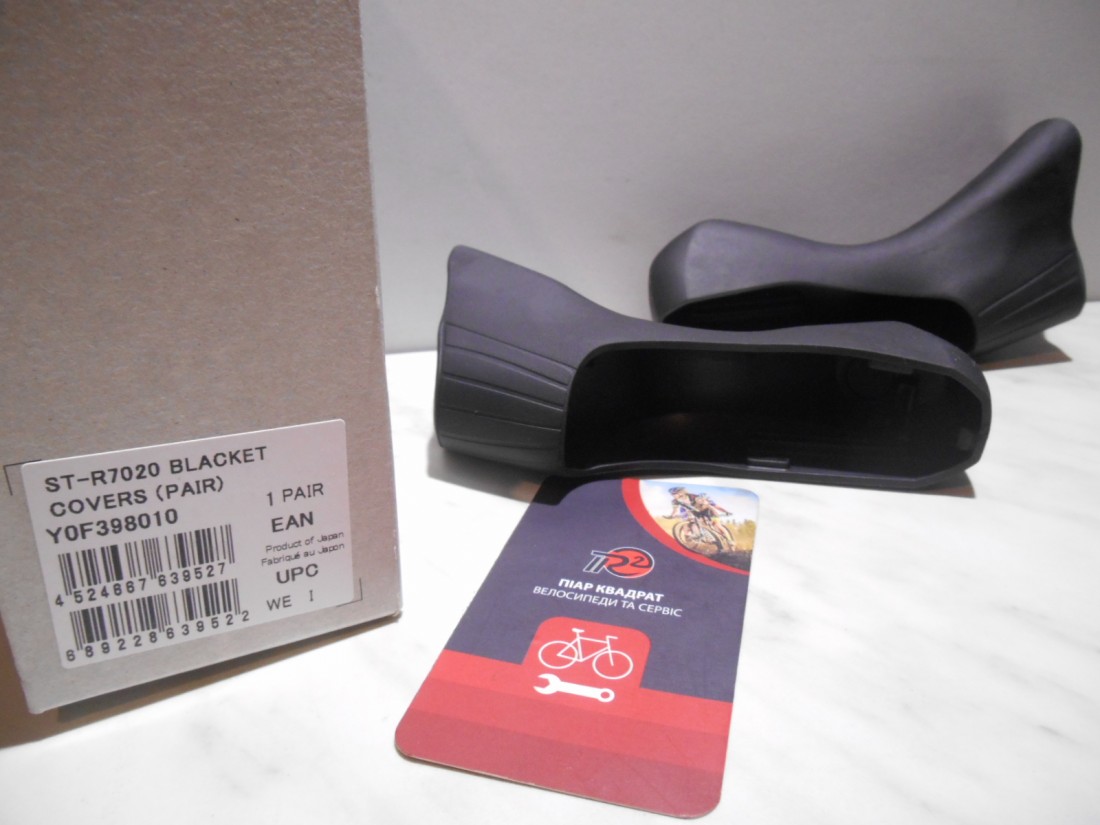 ST-R7020 BLACKET
COVERS (PAIR)
Y0F398010
1 PAIR
EAN
Product of Japan
Fabriqué au Japon
4 524667 639527
UPC
WE I
6 89228 63952 2
ПІАР КВАДРАТ
ВЕЛОСИПЕДИ ТА СЕРВІС